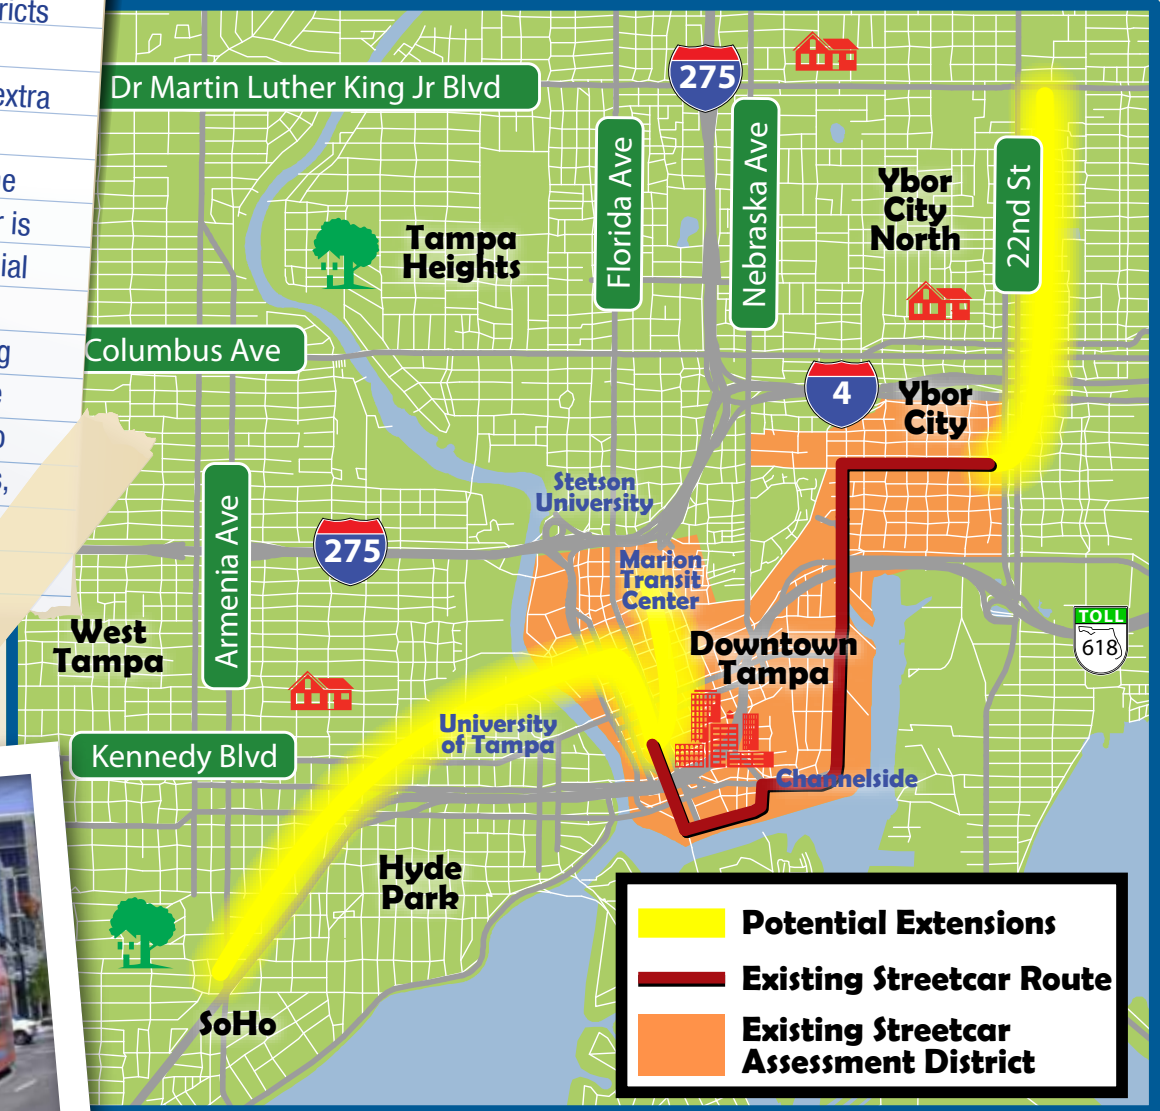 ricts
extra
e
r is
ial
g
e
o
s,
Dr Martin Luther King Jr Blvd
275
Florida Ave
Nebraska Ave
22nd St
Ybor
City
North
Tampa
Heights
Columbus Ave
4
Ybor
City
Stetson
University
Armenia Ave
275
Marion
Transit
Center
TOLL
618
West
Tampa
Downtown
Tampa
University
of Tampa
Kennedy Blvd
Channelside
Hyde
Park
SoHo
Potential Extensions
Existing Streetcar Route
Existing Streetcar
Assessment District